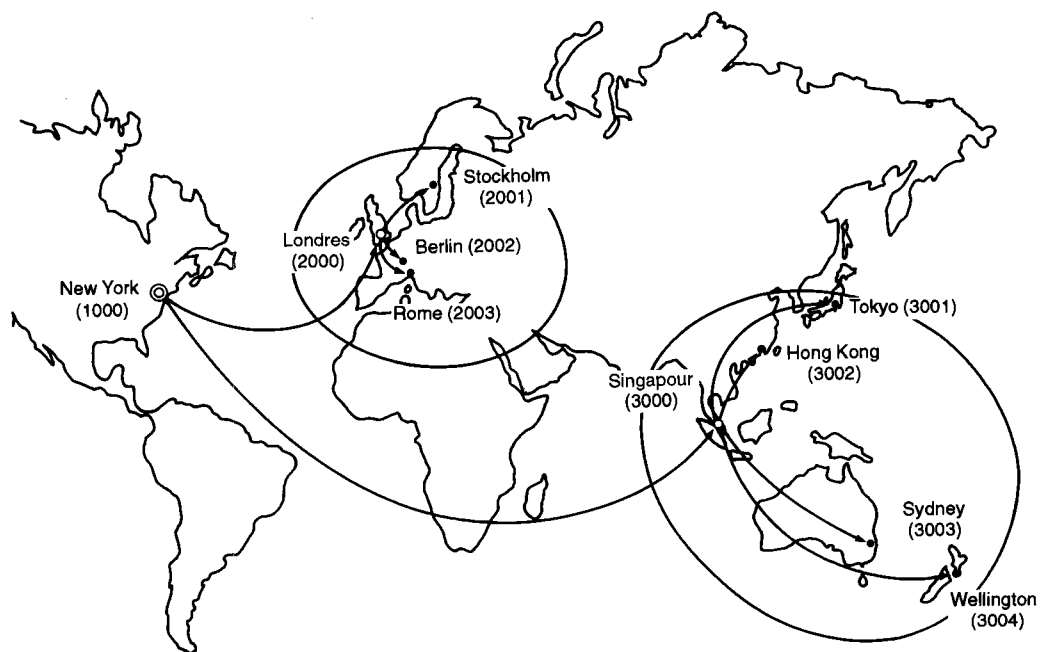 Stockholm
(2001)
Londres
(2000)
Berlin (2002)
New York
(1000)
Rome (2003)
Tokyo (3001)
Hong Kong
(3002)
Singapour
(3000)
Sydney
(3003)
Wellington
(3004)